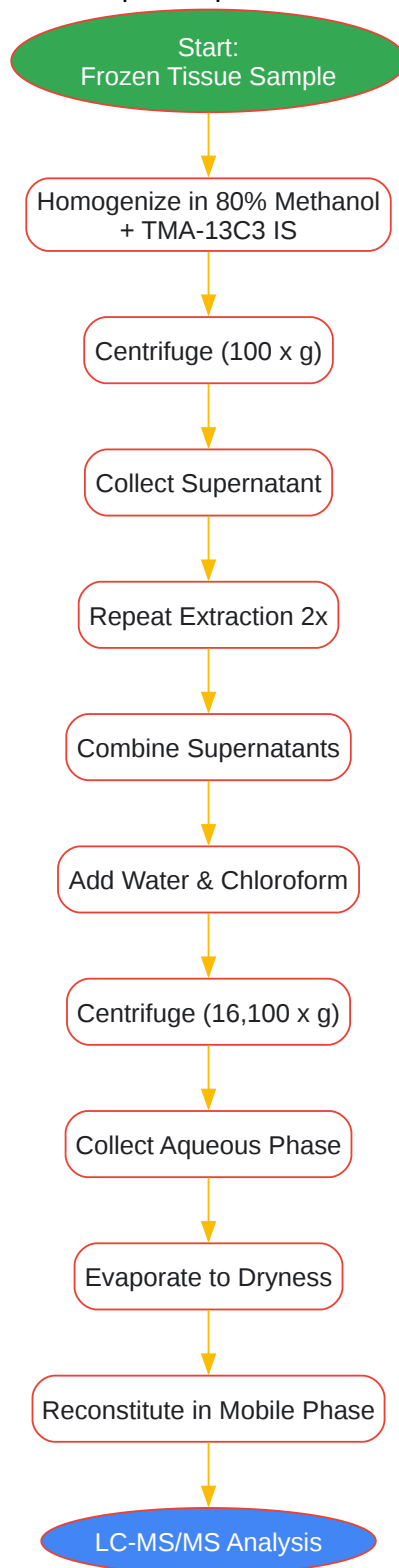 Start:
Frozen Tissue Sample
Homogenize in 80% Methanol
+ TMA-13C3 IS
Centrifuge (100 x g)
Collect Supernatant
Repeat Extraction 2x
Combine Supernatants
Add Water & Chloroform
Centrifuge (16,100 x g)
Collect Aqueous Phase
Evaporate to Dryness
Reconstitute in Mobile Phase
LC-MS/MS Analysis